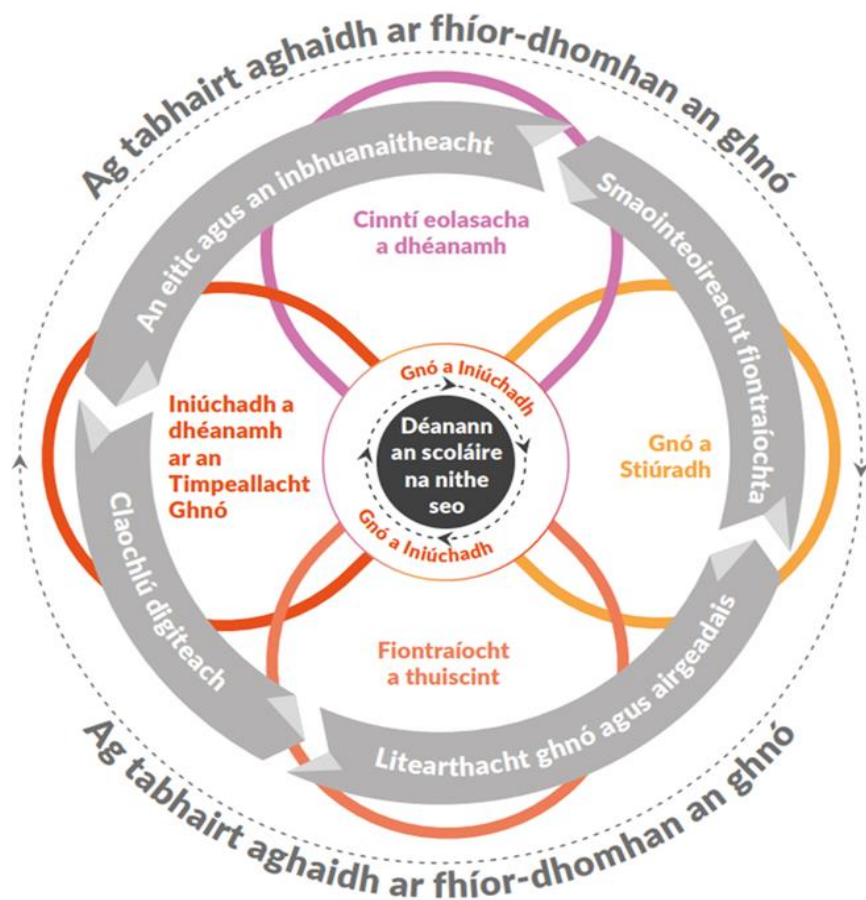 Ag tabhairt aghaidh ar fhíor-dhomhan an ghnó
An eitic agus an inbhuanaitheacht
Smaointeoireacht fiontraíochta
Cinntí eolasacha
a dhéanamh
Iniúchadh a
dhéanamh
ar an
Timpeallacht
Ghnó
Gnó a Iniúchadh
Déanann
an scoláire
na nithe
seo
Gnó a Iniúchadh
Gnó a
Stiúradh
Claochlú digiteach
Fiontraíocht
a thuiscint
Litearthacht ghnó agus airgeadais
Ag tabhairt aghaidh ar fhíor-dhomhan an ghnó